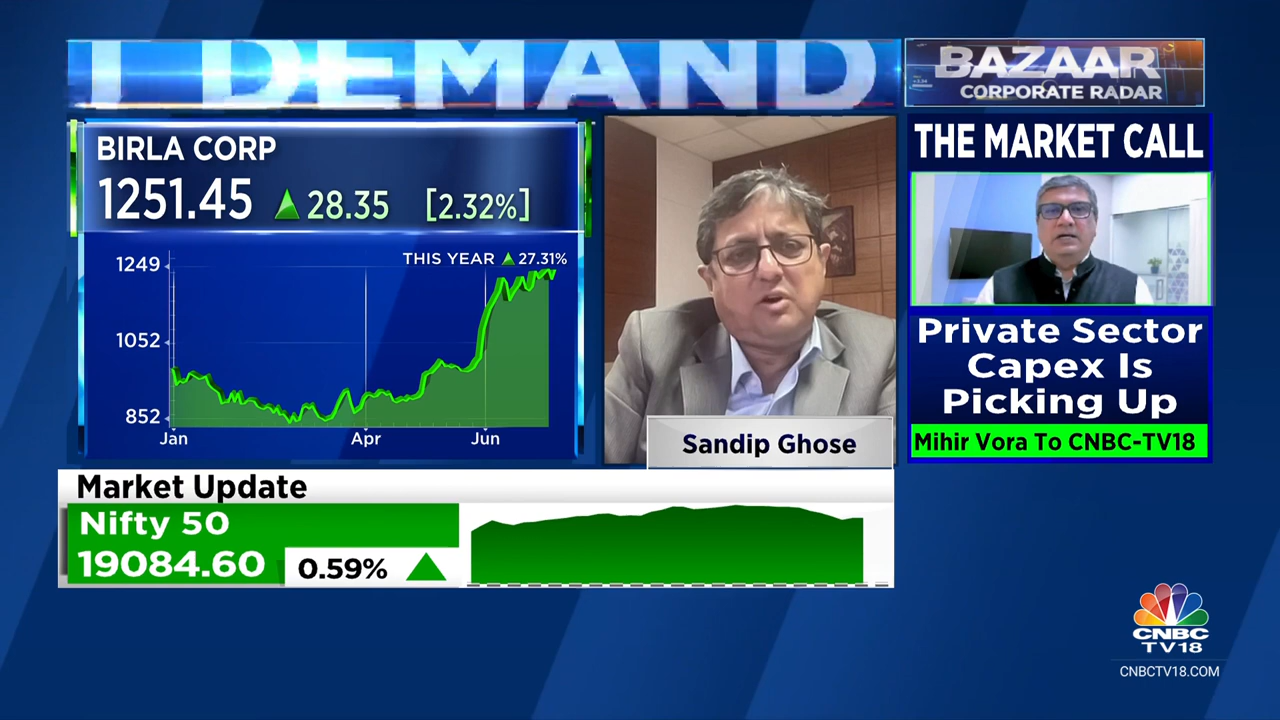 DEMAND
BAZAAR
CORPORATE RADAR
BIRLA CORP
1251.45 ▲ 28.35 [2.32%]
THIS YEAR ▲ 27.31%
1249
1052
852
Jan Apr Jun
Sandip Ghose
THE MARKET CALL
Private Sector
Capex Is
Picking Up
Mihir Vora To CNBC-TV18
Market Update
Nifty 50
19084.60 0.59% ▲
CNBC
TV18
CNBCTV18.COM